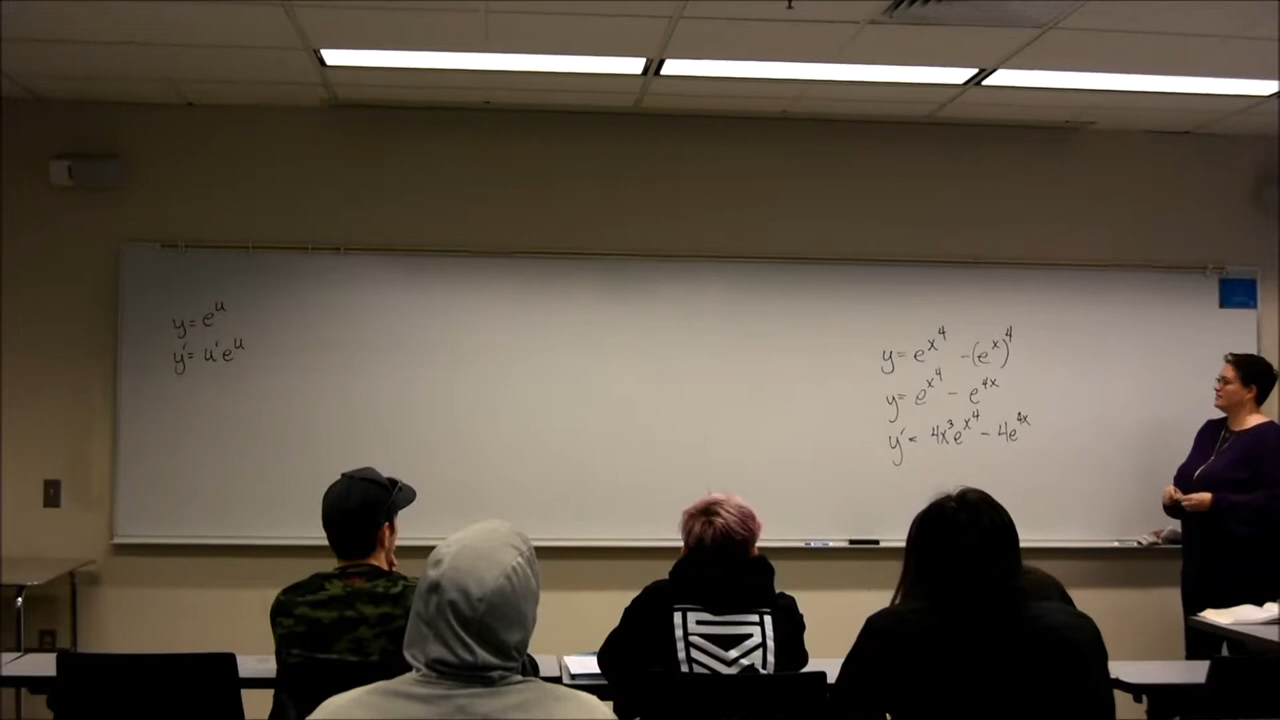 y = e^u
y' = u'e^u
y = e^{x^4} - (e^x)^4
y = e^{x^4} - e^{4x}
y' = 4x^3e^{x^4} - 4e^{4x}